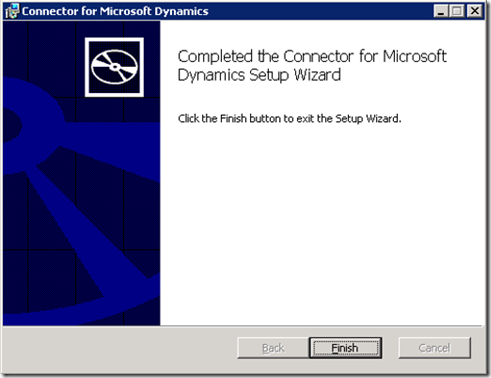 Connector for Microsoft Dynamics
Completed the Connector for Microsoft
Dynamics Setup Wizard
Click the Finish button to exit the Setup Wizard.
Back Finish Cancel